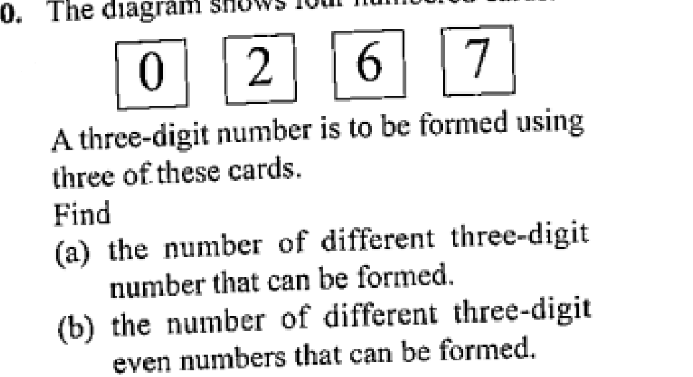 0. The diagram shows four numbered
0 2 6 7
A three-digit number is to be formed using
three of these cards.
Find
(a) the number of different three-digit
number that can be formed.
(b) the number of different three-digit
even numbers that can be formed.